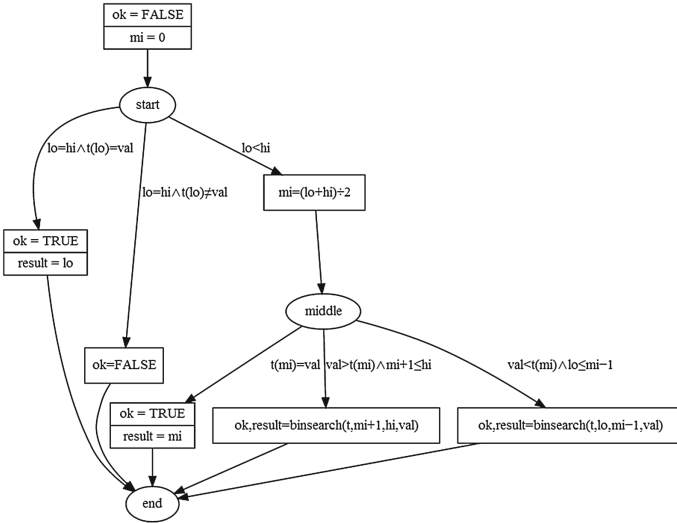 ok = FALSE
mi = 0
start
lo=hi∧t(lo)=val
lo<hi
lo=hi∧t(lo)≠val
mi=(lo+hi)÷2
ok = TRUE
result = lo
middle
ok=FALSE
t(mi)=val
val>t(mi)∧mi+1≤hi
val<t(mi)∧lo≤mi−1
ok = TRUE
result = mi
ok,result=binsearch(t,mi+1,hi,val)
ok,result=binsearch(t,lo,mi−1,val)
end